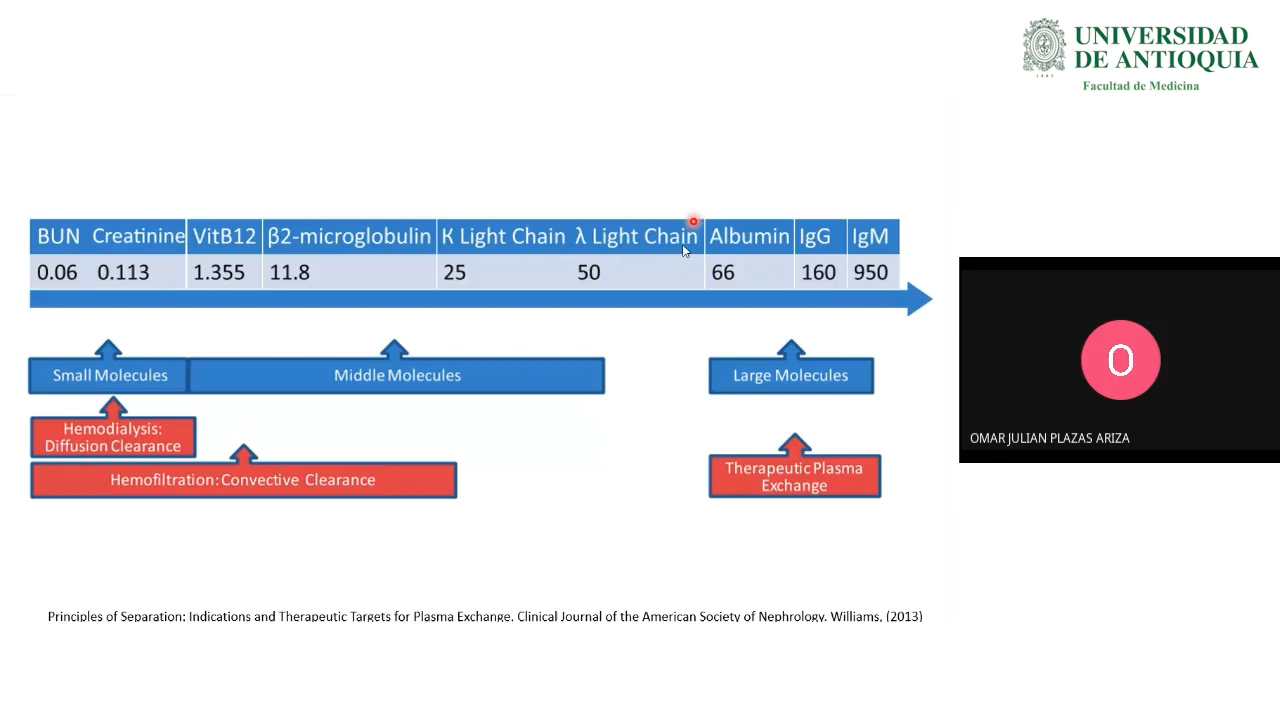 UNIVERSIDAD
DE ANTIOQUIA
1803
Facultad de Medicina
BUN Creatinine VitB12 β2-microglobulin K Light Chain λ Light Chain Albumin IgG IgM
0.06 0.113 1.355 11.8 25 50 66 160 950
Small Molecules Middle Molecules Large Molecules
Hemodialysis:
Diffusion Clearance
Hemofiltration: Convective Clearance
Therapeutic Plasma
Exchange
O
OMAR JULIAN PLAZAS ARIZA
Principles of Separation: Indications and Therapeutic Targets for Plasma Exchange. Clinical Journal of the American Society of Nephrology. Williams, (2013)